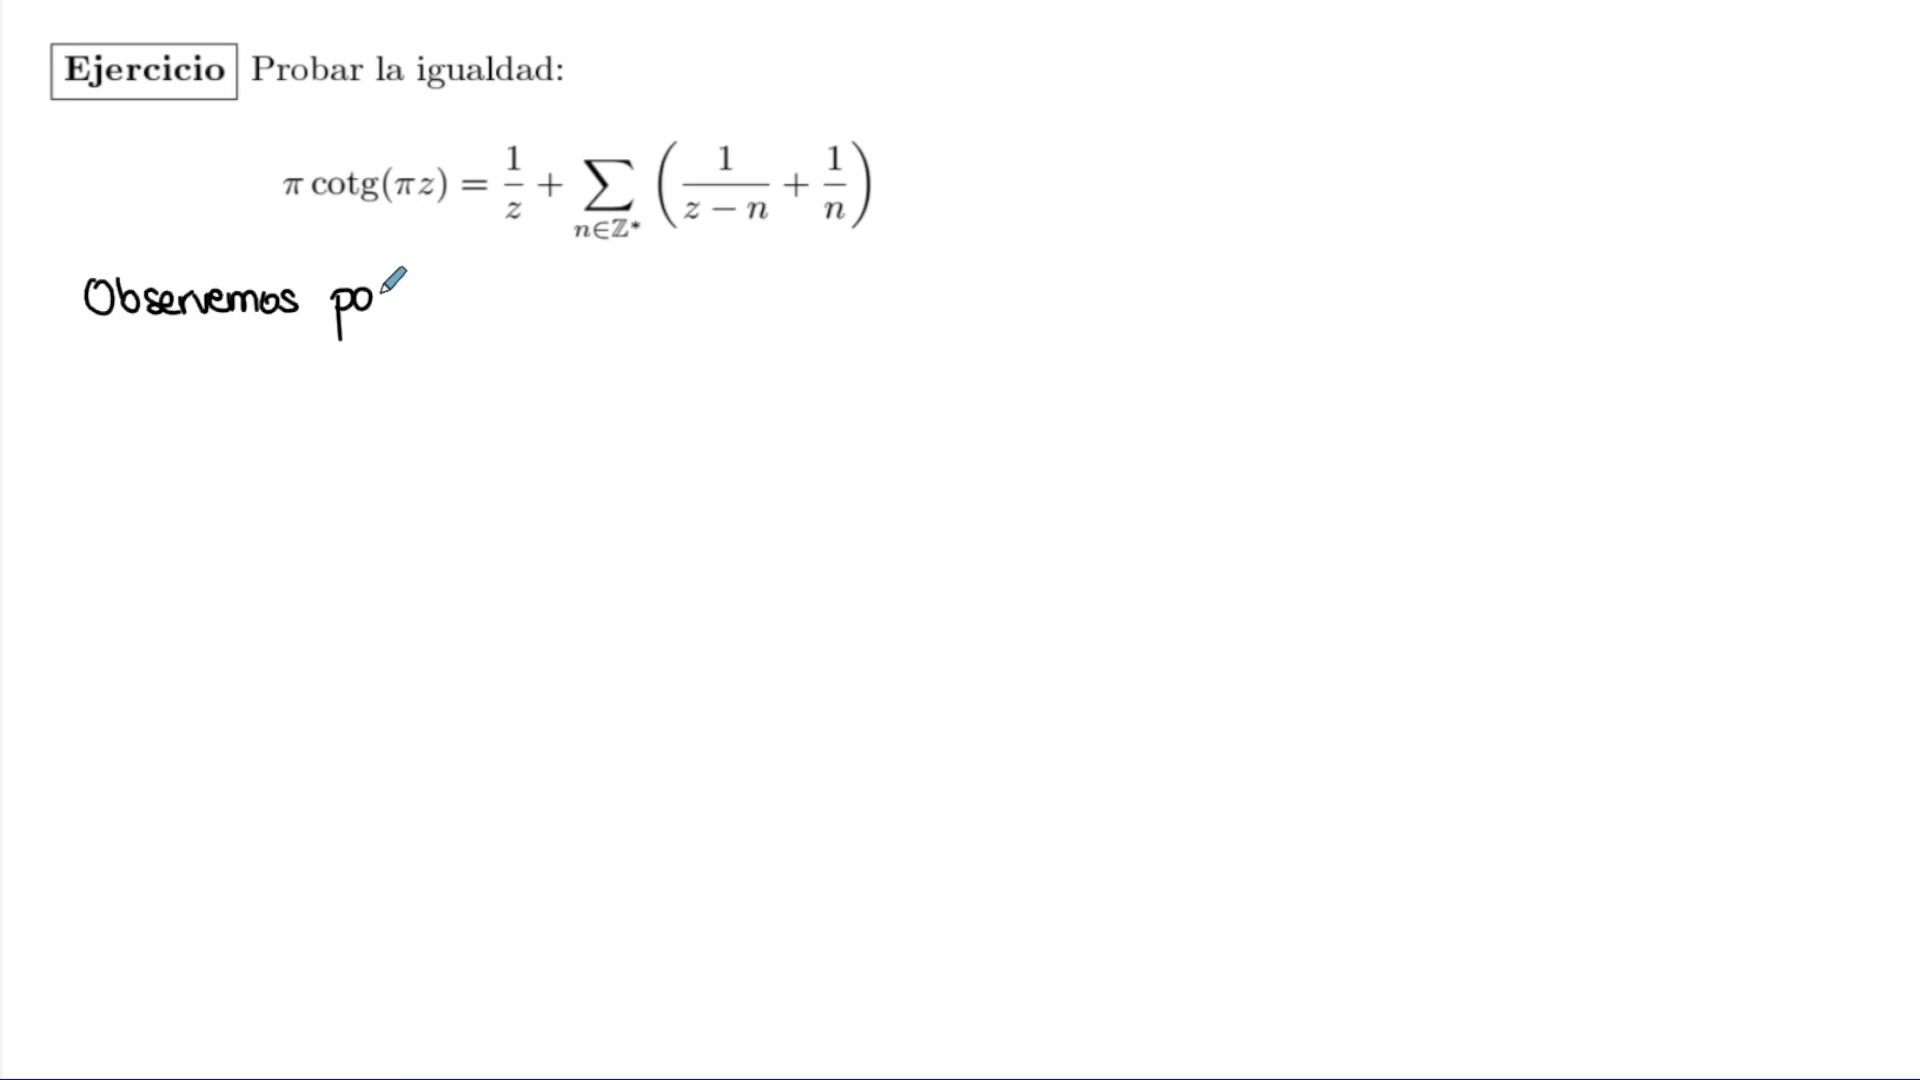 Ejercicio Probar la igualdad:
π cotg(πz) = 1/z + ∑_{n∈ℤ*} (1/(z − n) + 1/n)
Observemos po